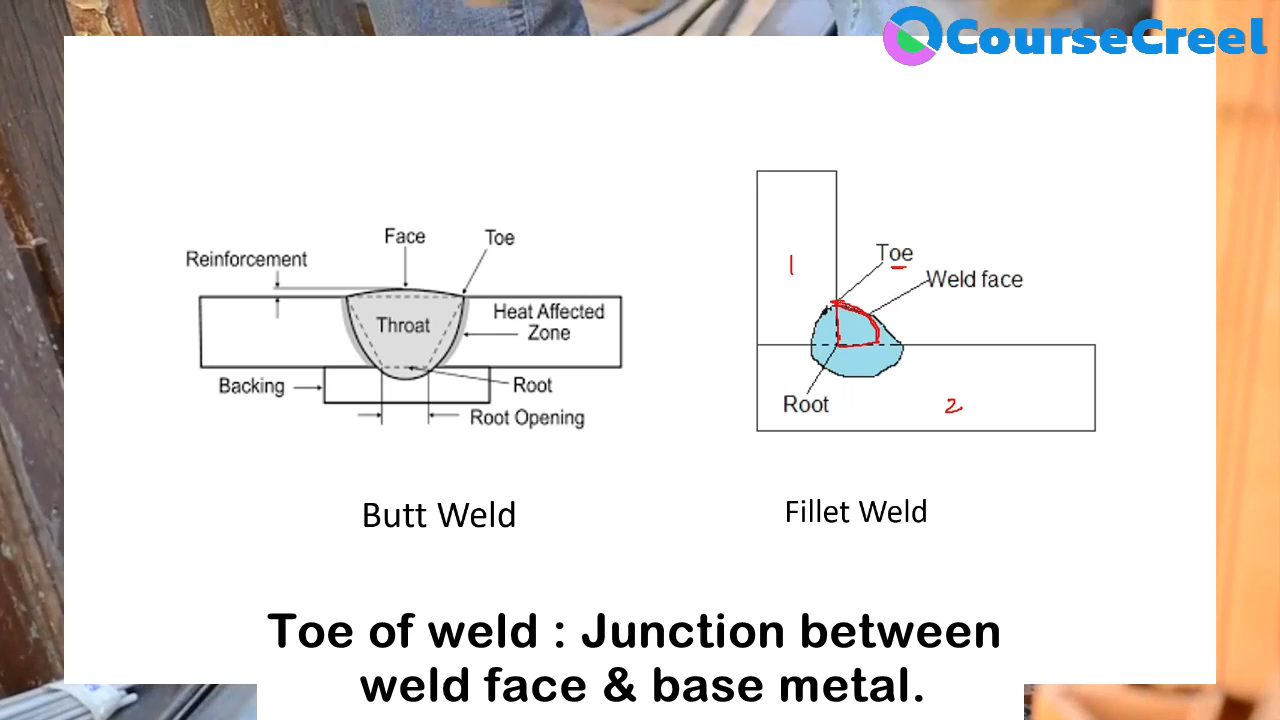 CourseCreel
Face
Toe
Reinforcement
Throat
Heat Affected
Zone
Backing
Root
Root Opening
Butt Weld
1
Toe
Weld face
Root
2
Fillet Weld
Toe of weld : Junction between
weld face & base metal.